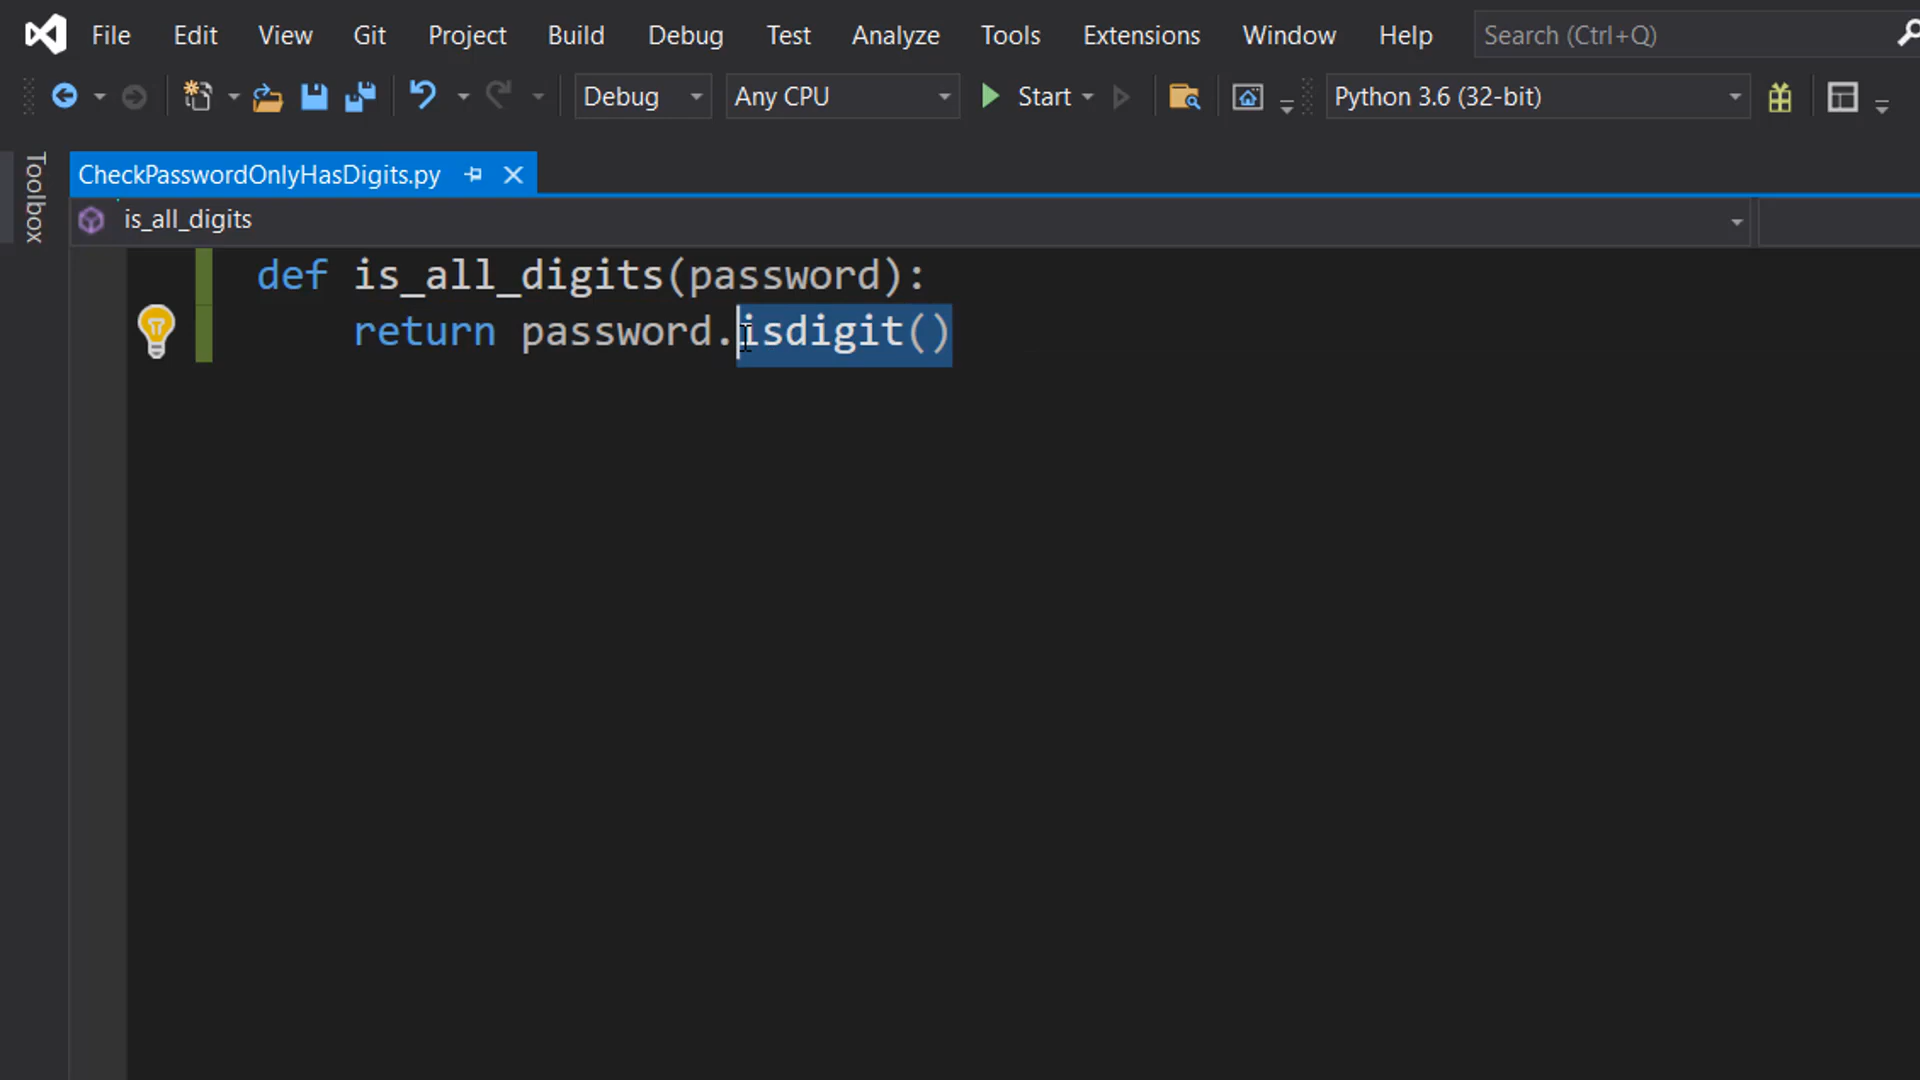 File Edit View Git Project Build Debug Test Analyze Tools Extensions Window Help Search (Ctrl+Q)
Debug Any CPU Start Python 3.6 (32-bit)
Toolbox
CheckPasswordOnlyHasDigits.py
is_all_digits
def is_all_digits(password):
return password.isdigit()